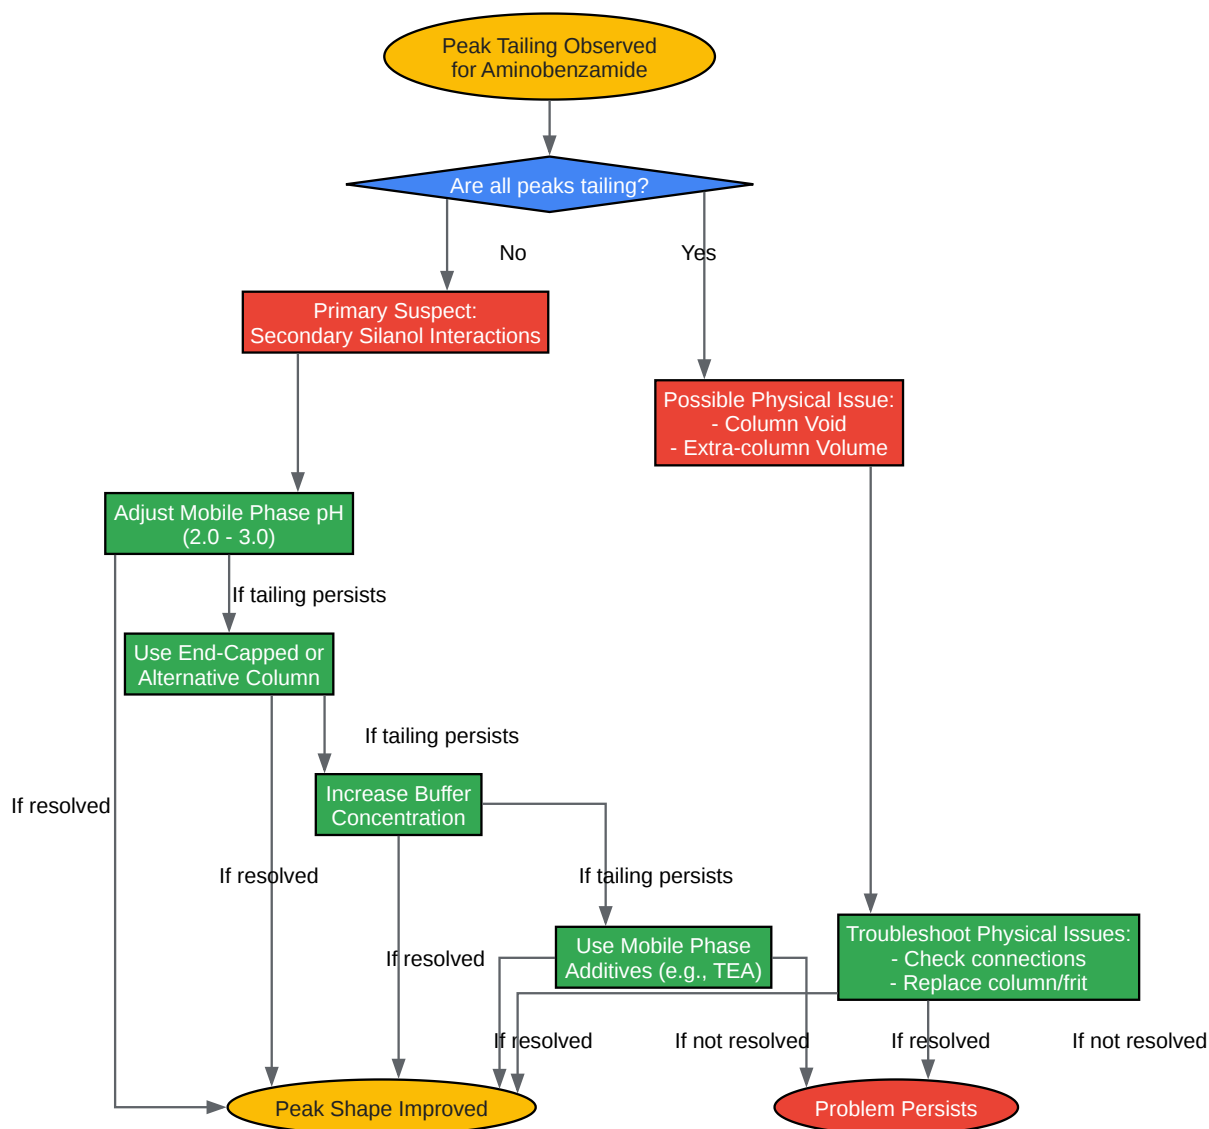 Peak Tailing Observed
for Aminobenzamide
Are all peaks tailing?
No
Yes
Primary Suspect:
Secondary Silanol Interactions
Possible Physical Issue:
- Column Void
- Extra-column Volume
Adjust Mobile Phase pH
(2.0 - 3.0)
If tailing persists
Use End-Capped or
Alternative Column
If tailing persists
Increase Buffer
Concentration
If resolved
If resolved
If tailing persists
Use Mobile Phase
Additives (e.g., TEA)
Troubleshoot Physical Issues:
- Check connections
- Replace column/frit
If resolved
If resolved
If not resolved
If resolved
If not resolved
Peak Shape Improved
Problem Persists